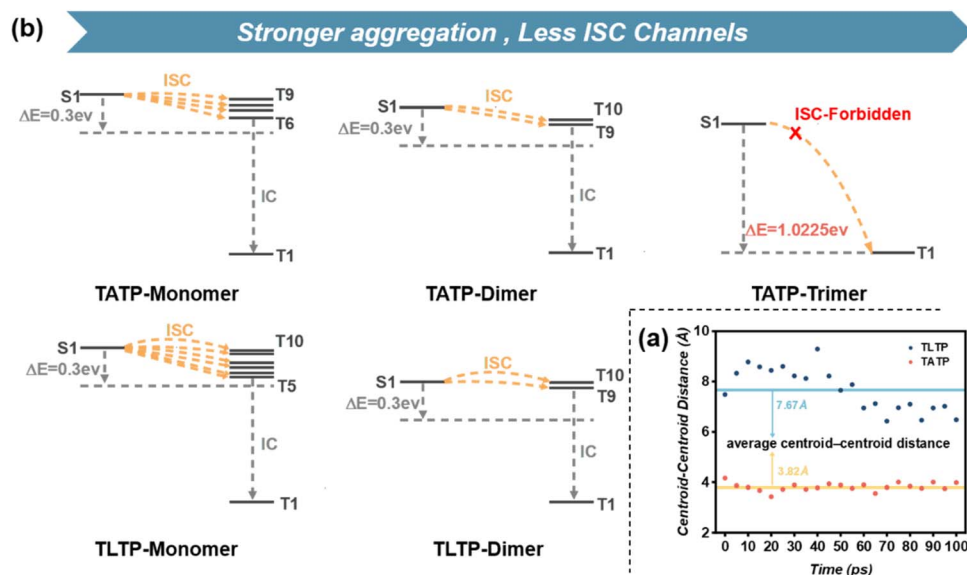 (b)
Stronger aggregation , Less ISC Channels
S1
ISC
T9
T6
ΔE=0.3ev
IC
T1
TATP-Monomer
S1
ISC
T10
T9
ΔE=0.3ev
IC
T1
TATP-Dimer
S1
ISC-Forbidden
ΔE=1.0225ev
T1
TATP-Trimer
S1
ISC
T10
T5
ΔE=0.3ev
IC
T1
TLTP-Monomer
S1
ISC
T10
T9
ΔE=0.3ev
IC
T1
TLTP-Dimer
(a)
Centroid-Centroid Distance (Å)
10
8
6
4
2
TLTP
TATP
7.67Å
average centroid–centroid distance
3.82Å
0 10 20 30 40 50 60 70 80 90 100
Time (ps)